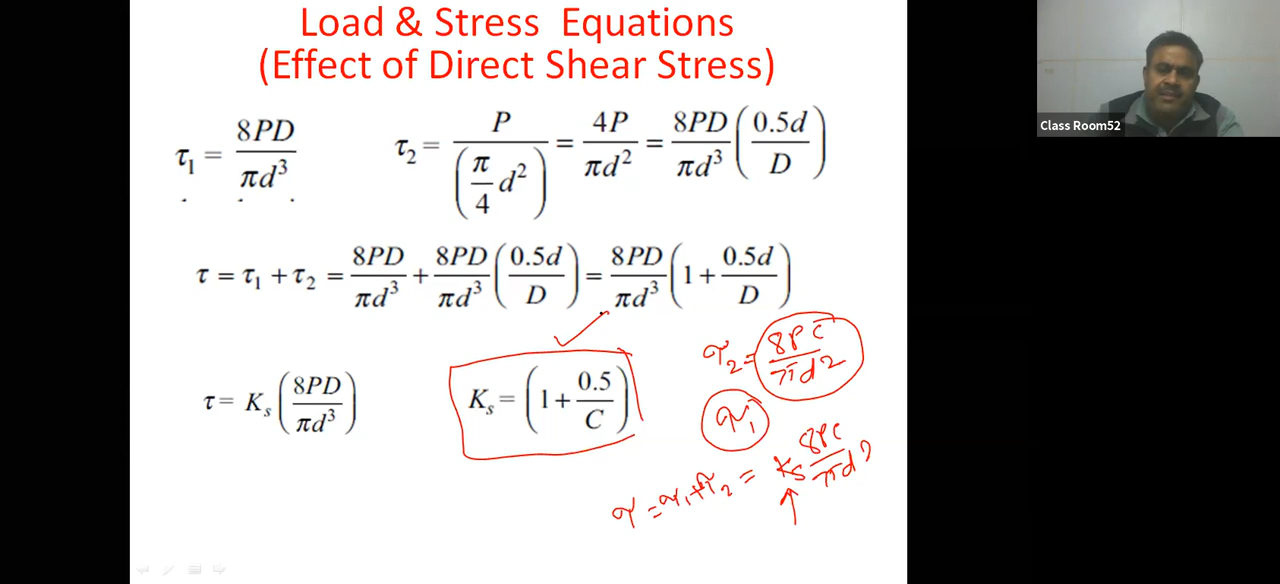 Load & Stress Equations
(Effect of Direct Shear Stress)
Class Room52
τ₁ = 8PD / πd³
τ₂ = P / (π/4 d²) = 4P / πd² = 8PD / πd³ (0.5d / D)
τ = τ₁ + τ₂ = 8PD / πd³ + 8PD / πd³ (0.5d / D) = 8PD / πd³ (1 + 0.5d / D)
τ₂ = 8PC / πd2
τ = Kₛ (8PD / πd³)
Kₛ = (1 + 0.5 / C)
τ₁
τ = τ₁ + τ₂ = Ks 8PC / πd2